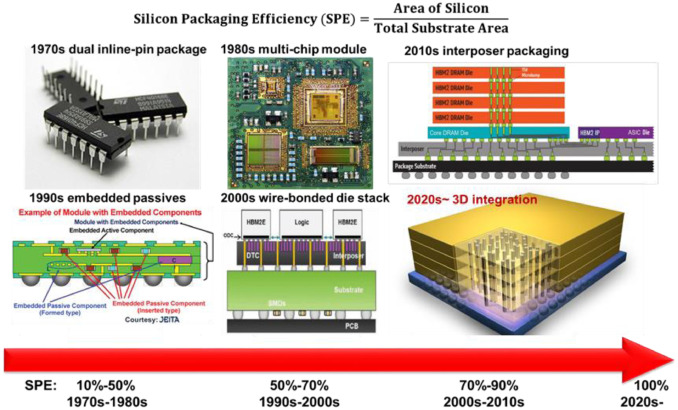 Silicon Packaging Efficiency (SPE) = Area of Silicon
Total Substrate Area
1970s dual inline-pin package
1980s multi-chip module
2010s interposer packaging
HBM2 DRAM Die
HBM2 DRAM Die
HBM2 DRAM Die
HBM2 DRAM Die
Core DRAM Die
HBM2 IP
ASIC Die
Interposer
Package Substrate
1990s embedded passives
2000s wire-bonded die stack
2020s~ 3D integration
Example of Module with Embedded Components
Module with Embedded Components
Embedded Active Component
C
Embedded Passive Component
(Formed type)
Embedded Passive Component
(Inserted type)
Courtesy: JEITA
HBM2E
Logic
HBM2E
DTC
Interposer
Substrate
SMDs
PCB
SPE:
10%-50%
50%-70%
70%-90%
100%
1970s-1980s
1990s-2000s
2000s-2010s
2020s-